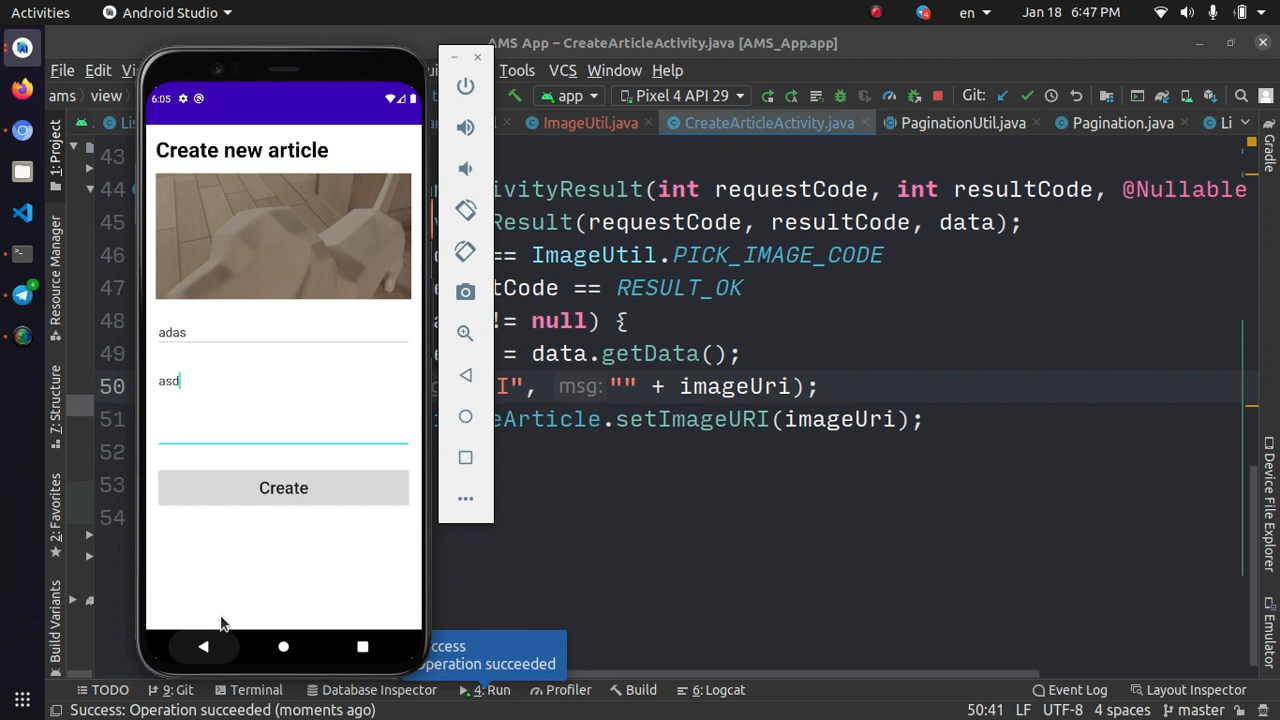 Activities
Android Studio
en
Jan 18 6:47 PM
AMS App – CreateArticleActivity.java [AMS_App.app]
File Edit Tools VCS Window Help
ams view app Pixel 4 API 29 Git:
ImageUtil.java CreateArticleActivity.java PaginationUtil.java Pagination.java Li
43
44 ivityResult(int requestCode, int resultCode, @Nullable
45 Result(requestCode, resultCode, data);
46 == ImageUtil.PICK_IMAGE_CODE
47 tCode == RESULT_OK
48 != null) {
49 = data.getData();
50 I", msg: "" + imageUri);
51 eArticle.setImageURI(imageUri);
52
53
54
1: Project
Resource Manager
7: Structure
2: Favorites
Build Variants
Gradle
Device File Explorer
Emulator
4
6:05
Create new article
adas
asd
Create
ccess
peration succeeded
TODO 9: Git Terminal Database Inspector 4: Run Profiler Build 6: Logcat Event Log Layout Inspector
Success: Operation succeeded (moments ago) 50:41 LF UTF-8 4 spaces master